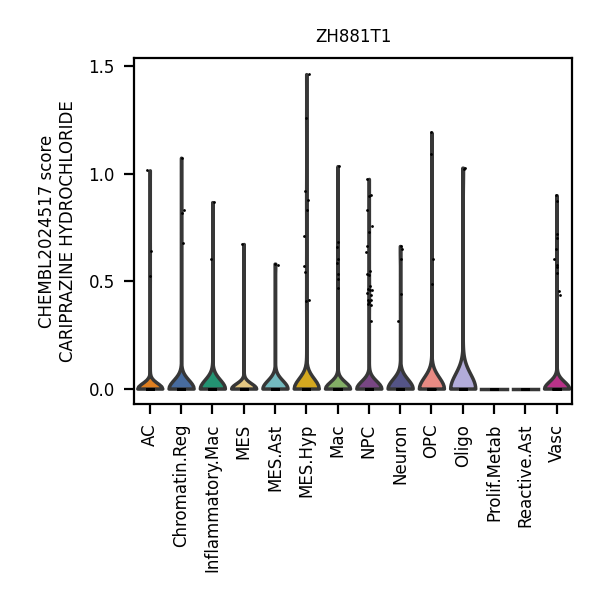 ZH881T1
CHEMBL2024517 score
CARIPRAZINE HYDROCHLORIDE
1.5
1.0
0.5
0.0
AC
Chromatin.Reg
Inflammatory.Mac
MES
MES.Ast
MES.Hyp
Mac
NPC
Neuron
OPC
Oligo
Prolif.Metab
Reactive.Ast
Vasc